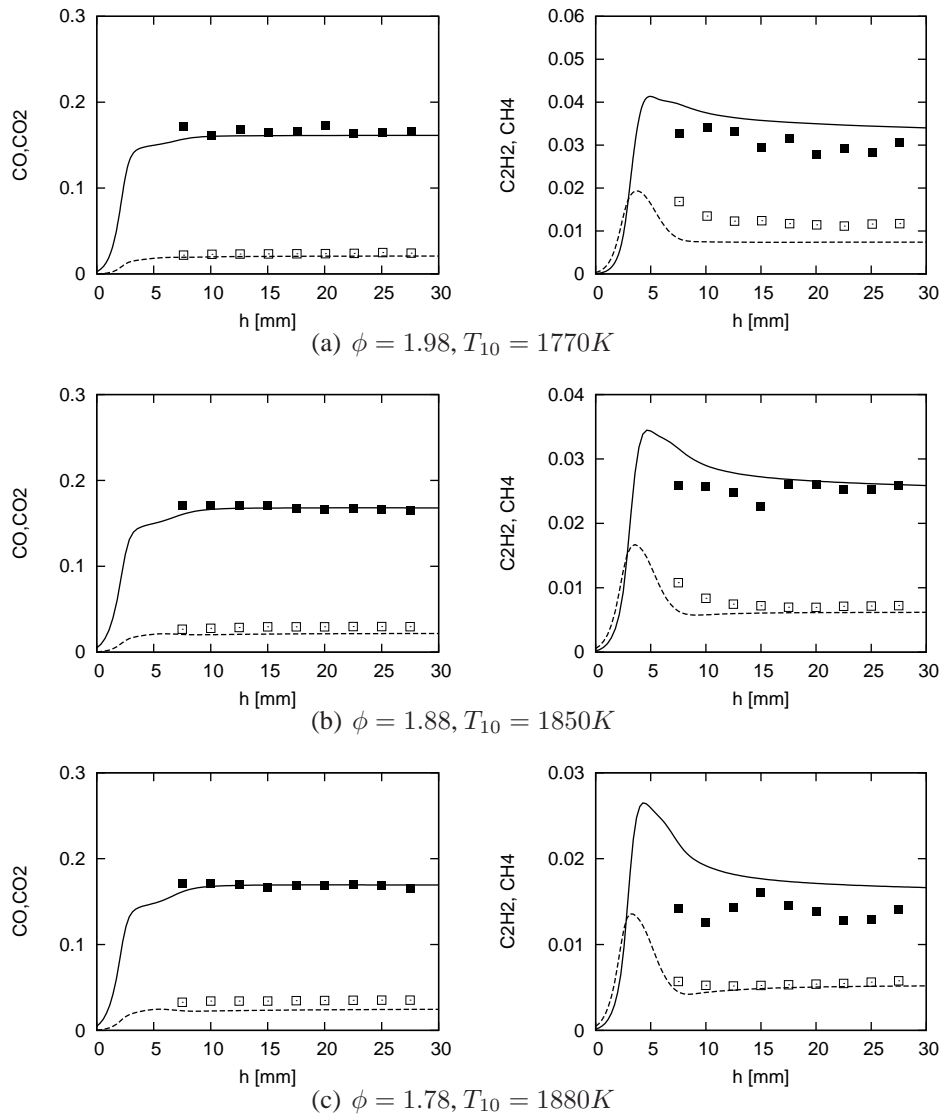 0.3
0.2
0.1
0
CO,CO2
0 5 10 15 20 25 30
h [mm]
0.06
0.05
0.04
0.03
0.02
0.01
0
C2H2, CH4
0 5 10 15 20 25 30
h [mm]
(a) ϕ = 1.98, T10 = 1770K
0.3
0.2
0.1
0
CO,CO2
0 5 10 15 20 25 30
h [mm]
0.04
0.03
0.02
0.01
0
C2H2, CH4
0 5 10 15 20 25 30
h [mm]
(b) ϕ = 1.88, T10 = 1850K
0.3
0.2
0.1
0
CO,CO2
0 5 10 15 20 25 30
h [mm]
0.03
0.02
0.01
0
C2H2, CH4
0 5 10 15 20 25 30
h [mm]
(c) ϕ = 1.78, T10 = 1880K